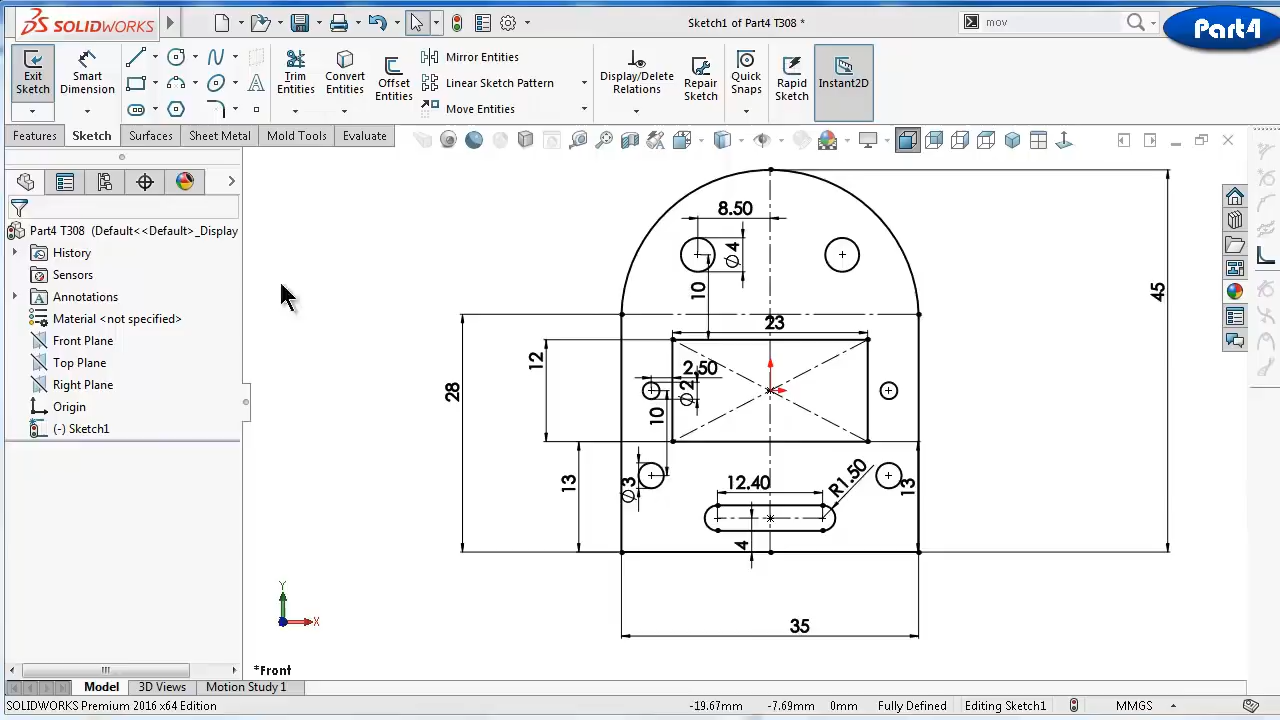 SOLIDWORKS
Sketch1 of Part4 T308 *
mov
Part4
Exit Sketch
Smart Dimension
Trim Entities
Convert Entities
Offset Entities
Mirror Entities
Linear Sketch Pattern
Move Entities
Display/Delete Relations
Repair Sketch
Quick Snaps
Rapid Sketch
Instant2D
Features
Sketch
Surfaces
Sheet Metal
Mold Tools
Evaluate
Part4 T308 (Default<<Default>_Display
History
Sensors
Annotations
Material <not specified>
Front Plane
Top Plane
Right Plane
Origin
(-) Sketch1
8.50
∅4
10
45
23
12
2.50
∅2
28
10
13
∅3
12.40
R1.50
13
4
35
Y
X
*Front
Model
3D Views
Motion Study 1
SOLIDWORKS Premium 2016 x64 Edition
-19.67mm
-7.69mm
0mm
Fully Defined
Editing Sketch1
MMGS